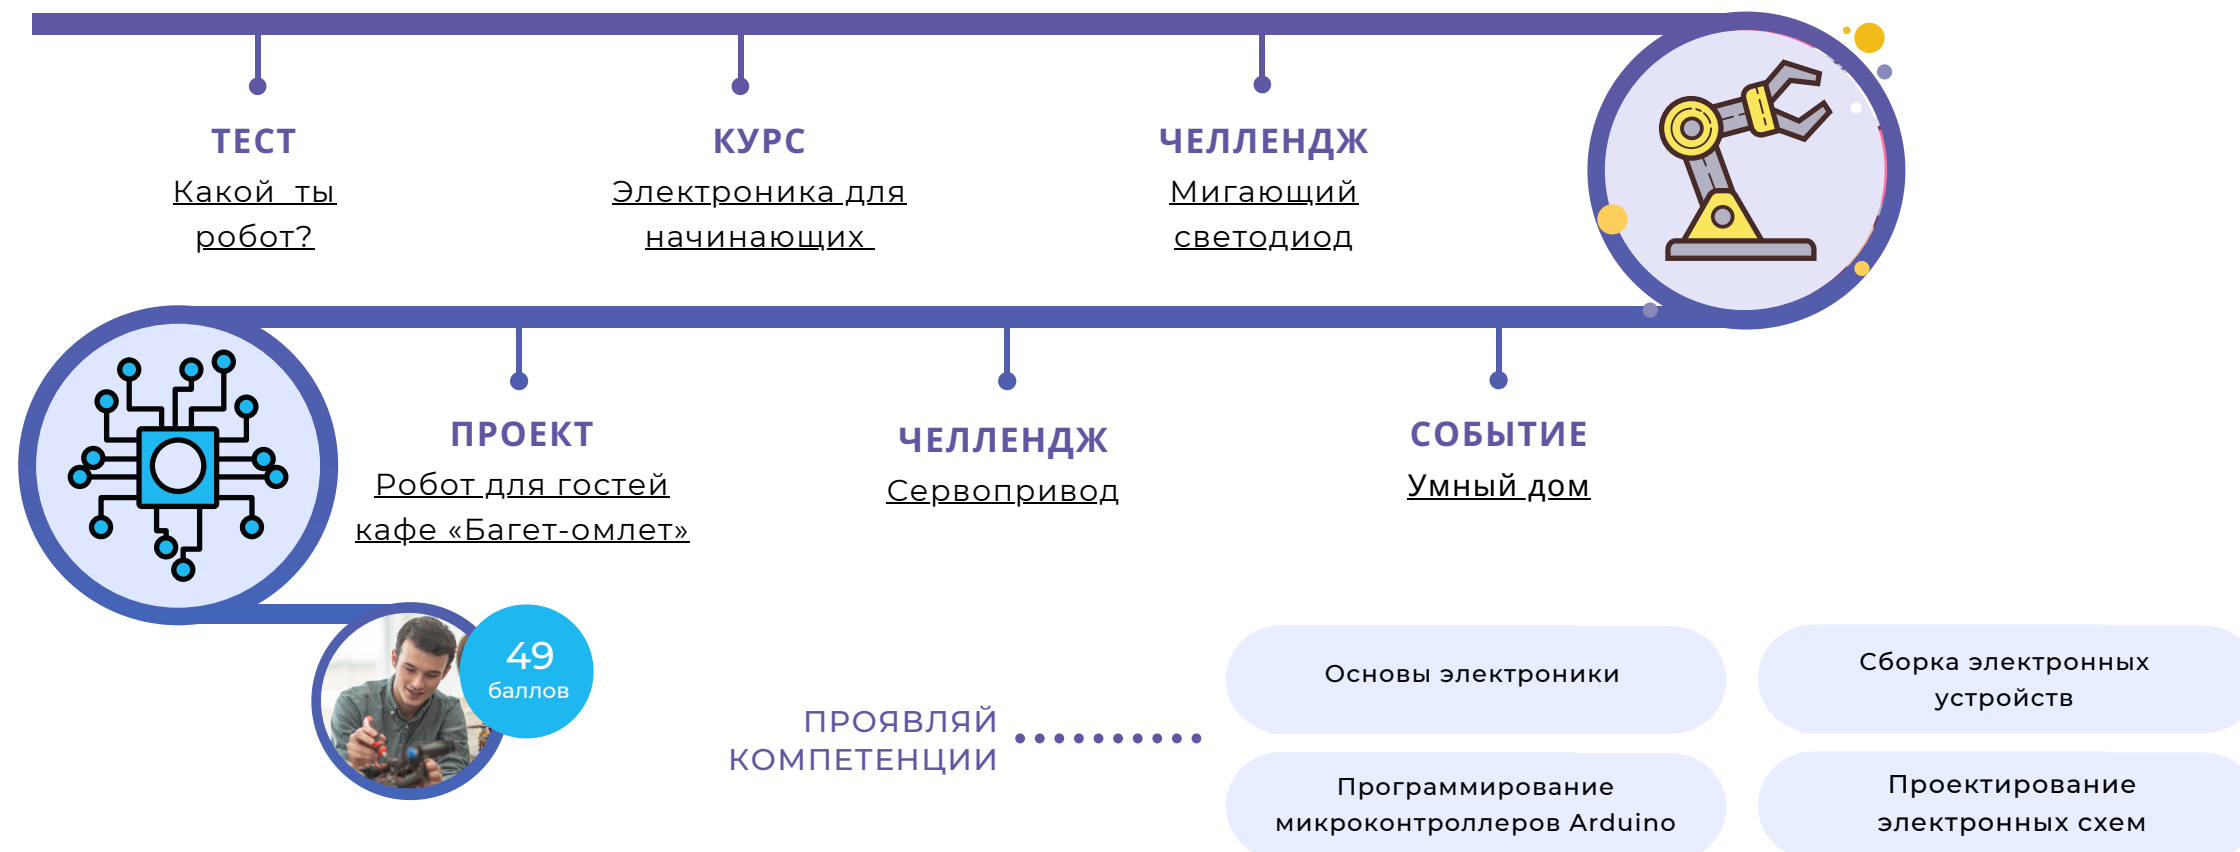 ТЕСТ
Какой ты
робот?
КУРС
Электроника для
начинающих
ЧЕЛЛЕНДЖ
Мигающий
светодиод
ПРОЕКТ
Робот для гостей
кафе «Багет-омлет»
ЧЕЛЛЕНДЖ
Сервопривод
СОБЫТИЕ
Умный дом
49
баллов
ПРОЯВЛЯЙ
КОМПЕТЕНЦИИ
Основы электроники
Сборка электронных
устройств
Программирование
микроконтроллеров Arduino
Проектирование
электронных схем